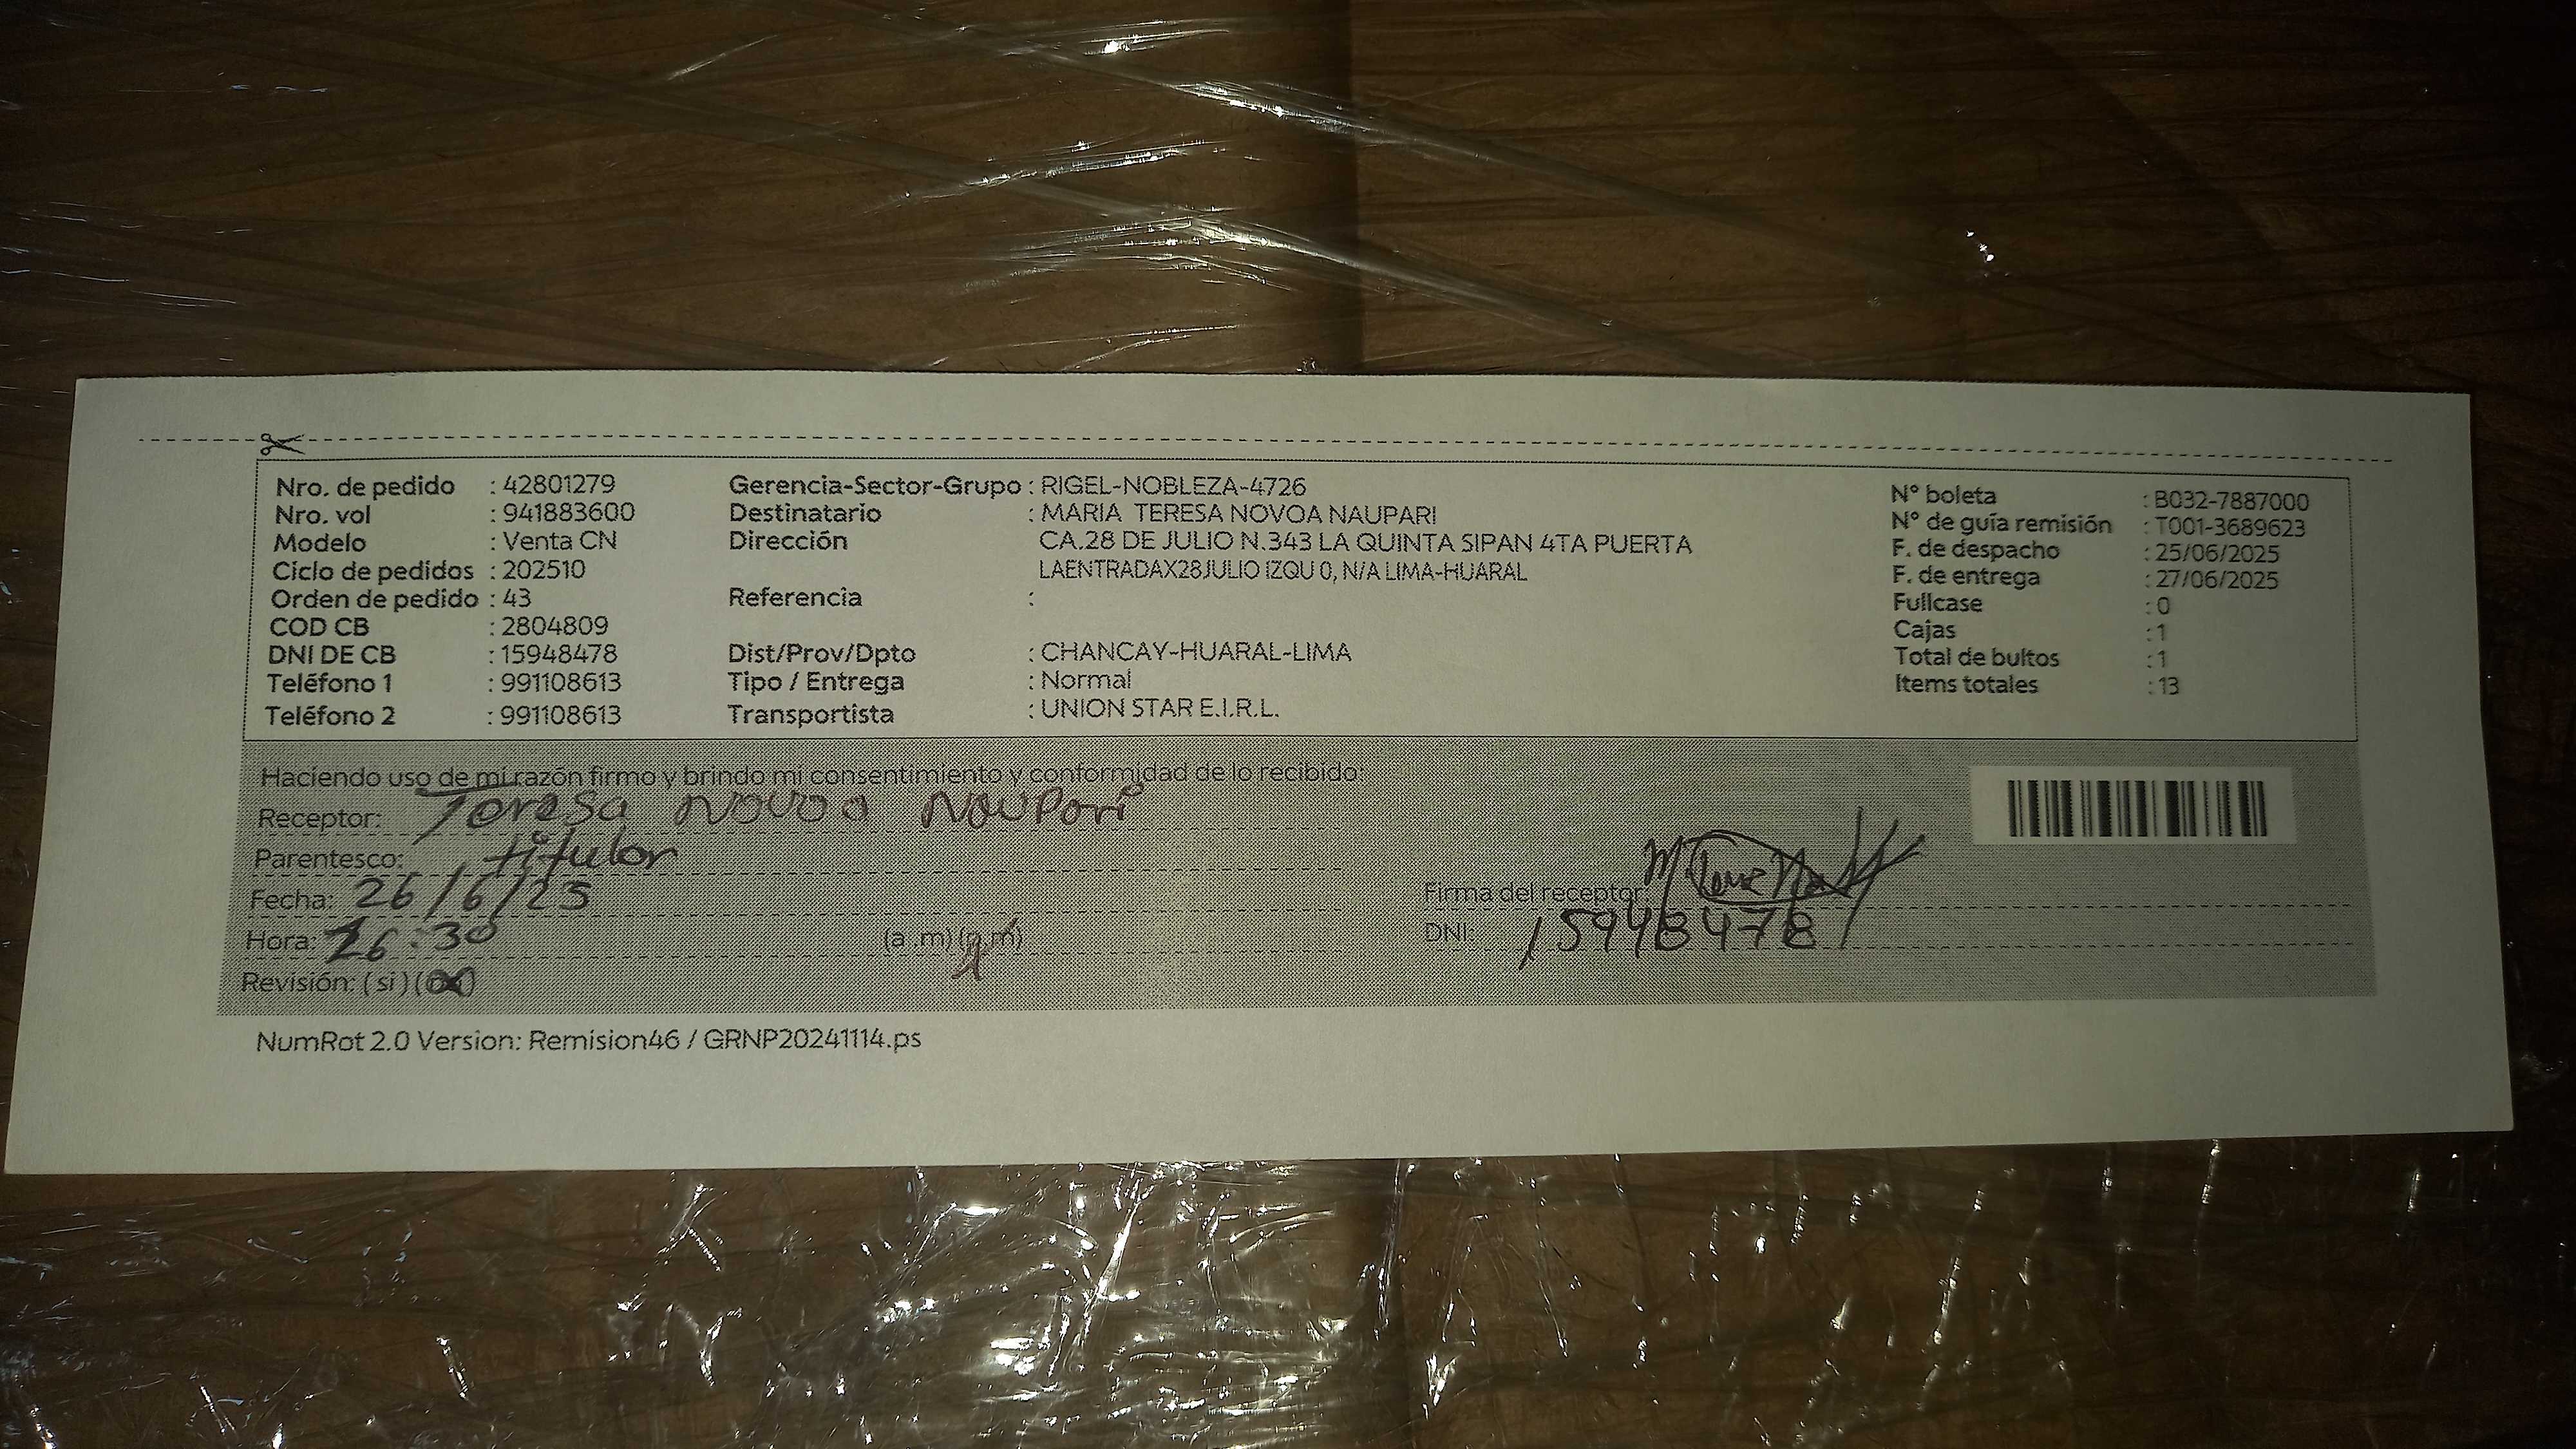 Nro. de pedido : 42801279
Nro. vol : 941883600
Modelo : Venta CN
Ciclo de pedidos : 202510
Orden de pedido : 43
COD CB : 2804809
DNI DE CB : 15948478
Teléfono 1 : 991108613
Teléfono 2 : 991108613
Gerencia-Sector-Grupo : RIGEL-NOBLEZA-4726
Destinatario : MARIA TERESA NOVOA NAUPARI
Dirección CA.28 DE JULIO N.343 LA QUINTA SIPAN 4TA PUERTA
LAENTRADAX28JULIO IZQU 0, N/A LIMA-HUARAL
Referencia :
Dist/Prov/Dpto : CHANCAY-HUARAL-LIMA
Tipo / Entrega : Normal
Transportista : UNION STAR E.I.R.L.
N° boleta : B032-7887000
N° de guía remisión : T001-3689623
F. de despacho : 25/06/2025
F. de entrega : 27/06/2025
Fullcase : 0
Cajas : 1
Total de bultos : 1
Items totales : 13
Haciendo uso de mi razón firmo y brindo mi consentimiento y conformidad de lo recibido:
Receptor: Teresa Novoa Naupari
Parentesco: titular
Fecha: 26/6/25
Hora: 16:30 (a.m) (p.m)
Revisión: (si) (no)
Firma del receptor:
DNI: 15948478
NumRot 2.0 Version: Remision46 / GRNP20241114.ps